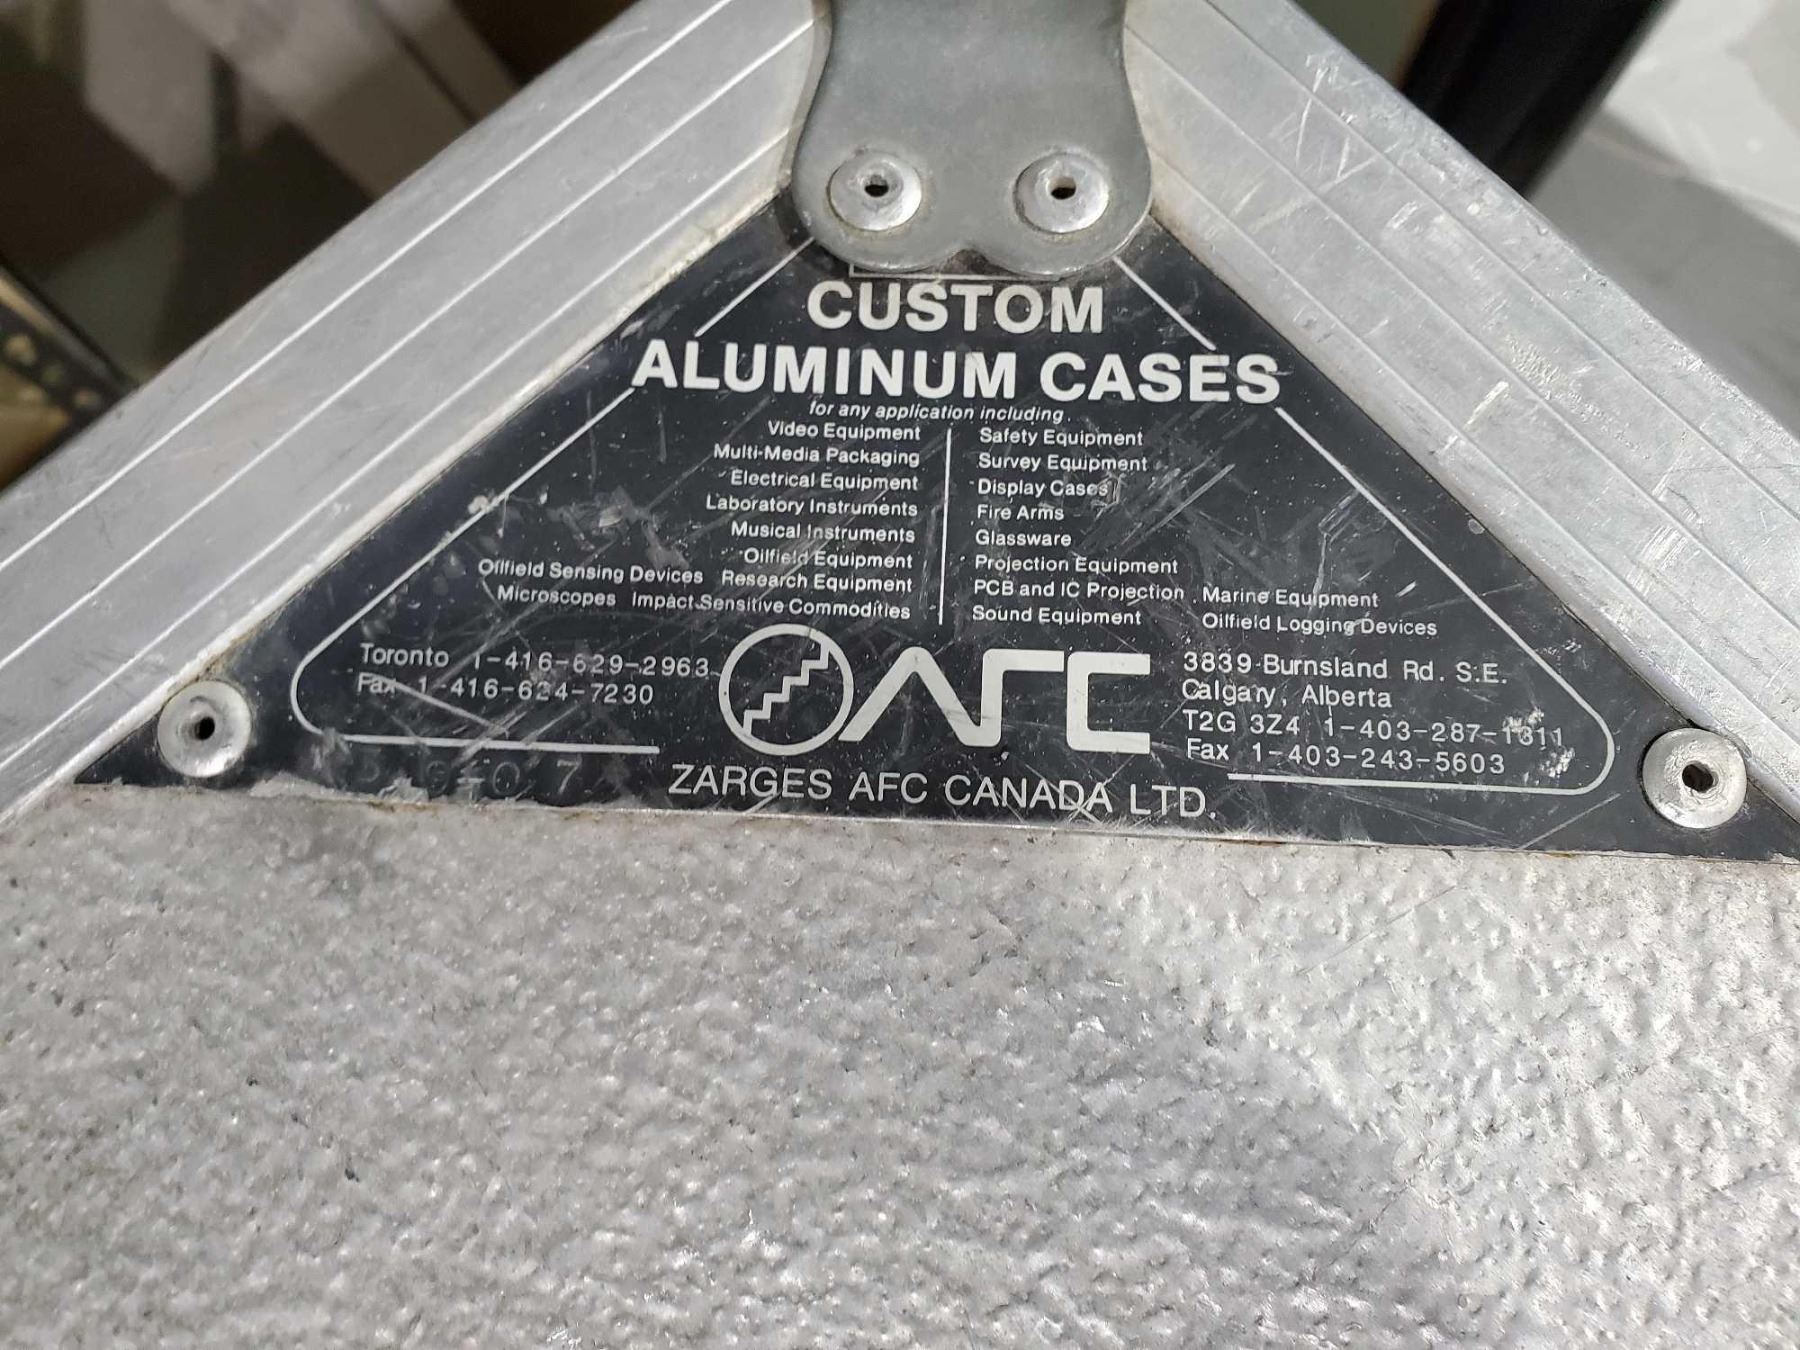 CUSTOM
ALUMINUM CASES
for any application including
Video Equipment
Multi-Media Packaging
Electrical Equipment
Laboratory Instruments
Musical Instruments
Oilfield Equipment
Oilfield Sensing Devices Research Equipment
Microscopes Impact Sensitive Commodities
Safety Equipment
Survey Equipment
Display Cases
Fire Arms
Glassware
Projection Equipment
PCB and IC Projection Marine Equipment
Sound Equipment Oilfield Logging Devices
Toronto 1-416-629-2963
Fax 1-416-624-7230
AFC
3839 Burnsland Rd. S.E.
Calgary, Alberta
T2G 3Z4 1-403-287-1311
Fax 1-403-243-5603
ZARGES AFC CANADA LTD.